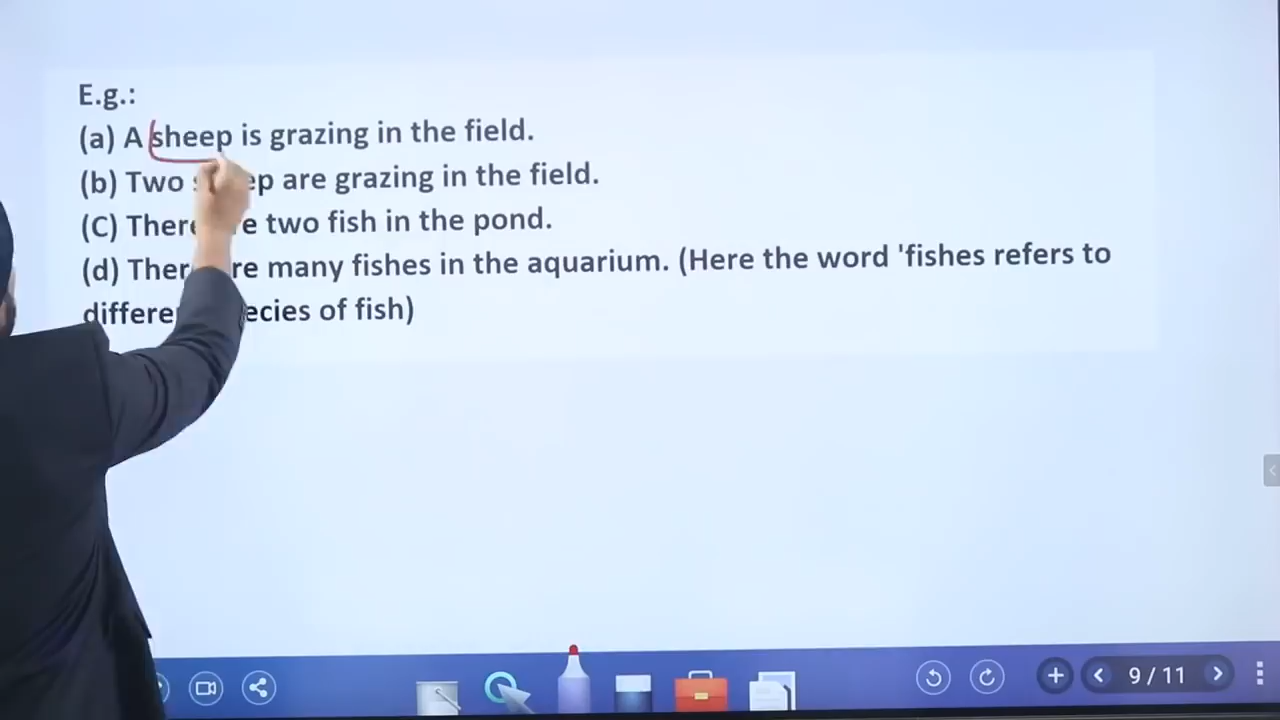 E.g.:
(a) A sheep is grazing in the field.
(b) Two ep are grazing in the field.
(C) There e two fish in the pond.
(d) Ther re many fishes in the aquarium. (Here the word 'fishes refers to
differe ecies of fish)
9 / 11